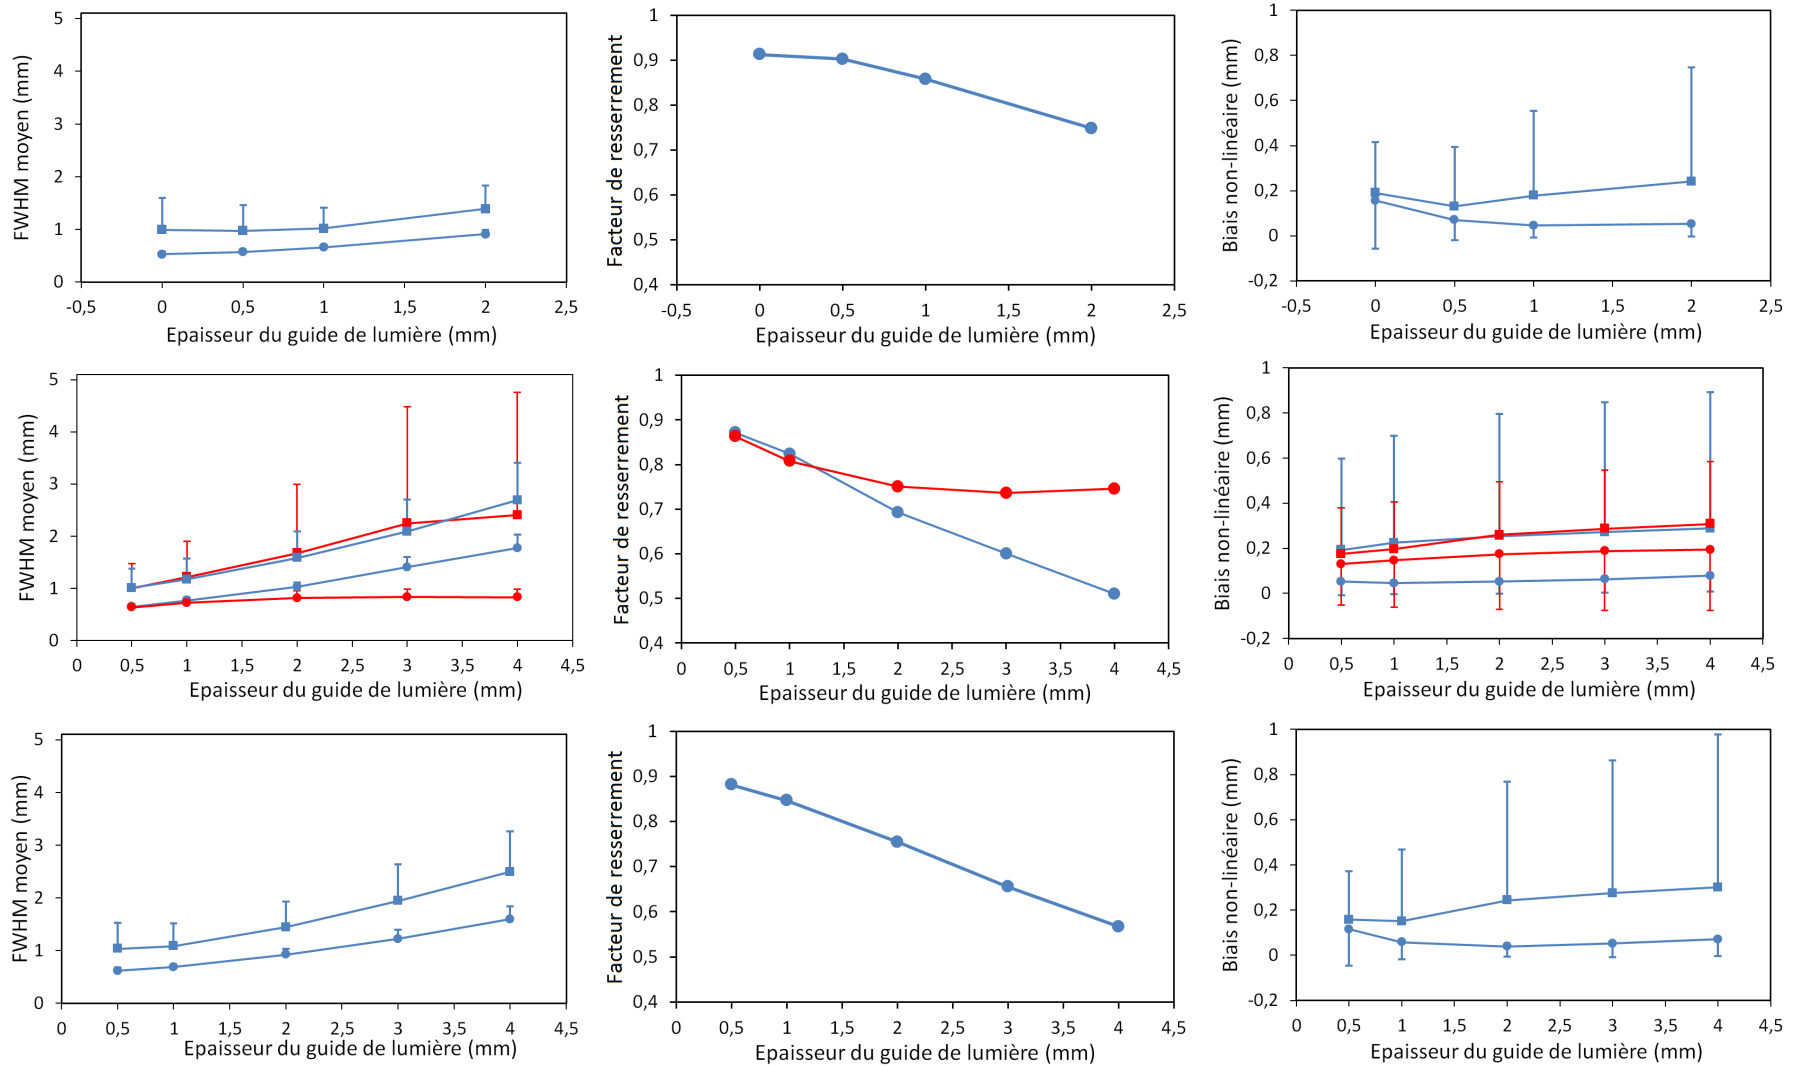 FWHM moyen (mm)
5
4
3
2
1
0
-0,5 0 0,5 1 1,5 2 2,5
Epaisseur du guide de lumière (mm)
Facteur de resserrement
1
0,9
0,8
0,7
0,6
0,5
0,4
-0,5 0 0,5 1 1,5 2 2,5
Epaisseur du guide de lumière (mm)
Biais non-linéaire (mm)
1
0,8
0,6
0,4
0,2
0
-0,2
-0,5 0 0,5 1 1,5 2 2,5
Epaisseur du guide de lumière (mm)
FWHM moyen (mm)
5
4
3
2
1
0
0 0,5 1 1,5 2 2,5 3 3,5 4 4,5
Epaisseur du guide de lumière (mm)
Facteur de resserrement
1
0,9
0,8
0,7
0,6
0,5
0,4
0 0,5 1 1,5 2 2,5 3 3,5 4 4,5
Epaisseur du guide de lumière (mm)
Biais non-linéaire (mm)
1
0,8
0,6
0,4
0,2
0
-0,2
0 0,5 1 1,5 2 2,5 3 3,5 4 4,5
Epaisseur du guide de lumière (mm)
FWHM moyen (mm)
5
4
3
2
1
0
0 0,5 1 1,5 2 2,5 3 3,5 4 4,5
Epaisseur du guide de lumière (mm)
Facteur de resserrement
1
0,9
0,8
0,7
0,6
0,5
0,4
0 0,5 1 1,5 2 2,5 3 3,5 4 4,5
Epaisseur du guide de lumière (mm)
Biais non-linéaire (mm)
1
0,8
0,6
0,4
0,2
0
-0,2
0 0,5 1 1,5 2 2,5 3 3,5 4 4,5
Epaisseur du guide de lumière (mm)